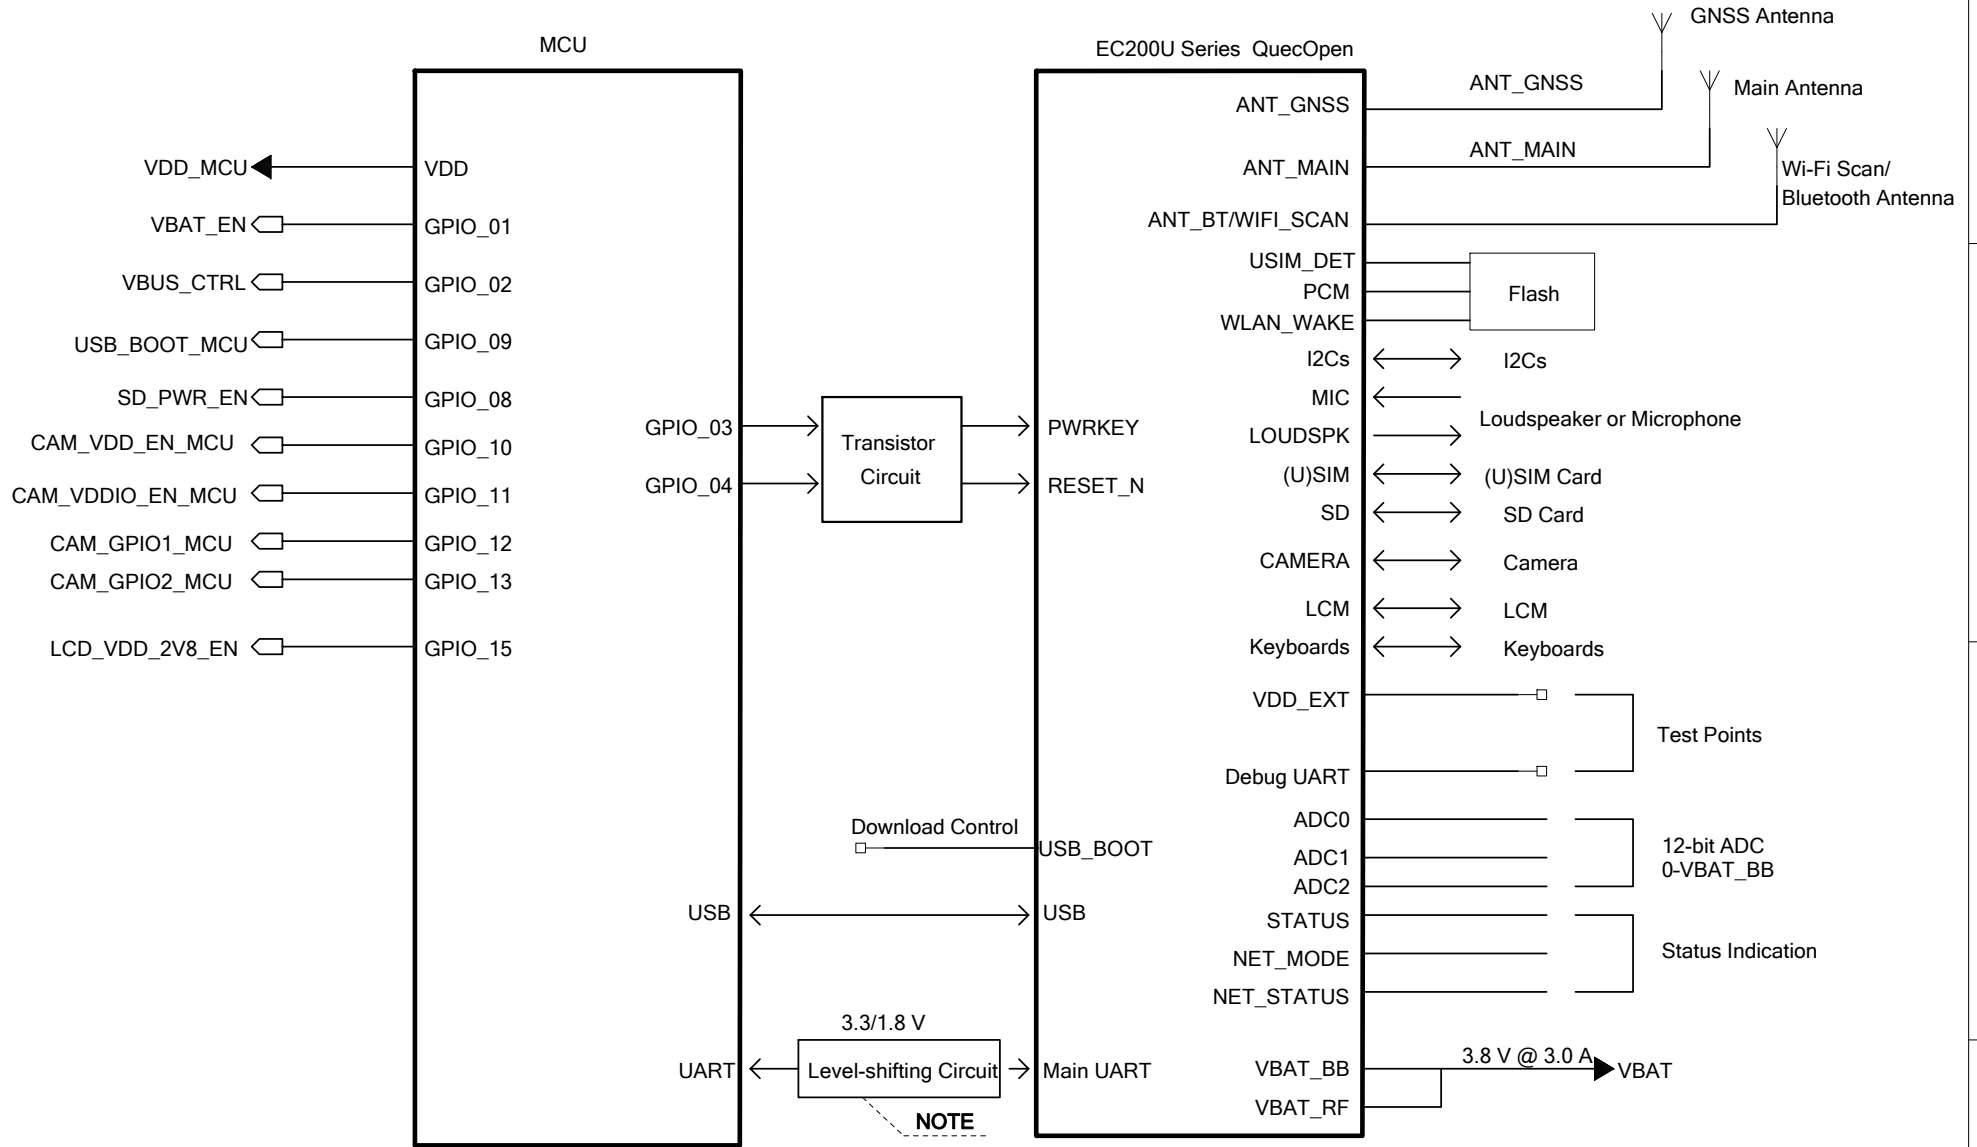 MCU
VDD_MCU
VDD
VBAT_EN
GPIO_01
VBUS_CTRL
GPIO_02
USB_BOOT_MCU
GPIO_09
SD_PWR_EN
GPIO_08
CAM_VDD_EN_MCU
GPIO_10
CAM_VDDIO_EN_MCU
GPIO_11
CAM_GPIO1_MCU
GPIO_12
CAM_GPIO2_MCU
GPIO_13
LCD_VDD_2V8_EN
GPIO_15
GPIO_03
GPIO_04
Transistor
Circuit
PWRKEY
RESET_N
Download Control
USB_BOOT
USB
USB
3.3/1.8 V
UART
Level-shifting Circuit
Main UART
NOTE
EC200U Series QuecOpen
ANT_GNSS
ANT_GNSS
GNSS Antenna
ANT_MAIN
ANT_MAIN
Main Antenna
ANT_BT/WIFI_SCAN
Wi-Fi Scan/
Bluetooth Antenna
USIM_DET
PCM
WLAN_WAKE
Flash
I2Cs
I2Cs
MIC
LOUDSPK
Loudspeaker or Microphone
(U)SIM
(U)SIM Card
SD
SD Card
CAMERA
Camera
LCM
LCM
Keyboards
Keyboards
VDD_EXT
Debug UART
Test Points
ADC0
ADC1
ADC2
12-bit ADC
0-VBAT_BB
STATUS
NET_MODE
NET_STATUS
Status Indication
VBAT_BB
VBAT_RF
3.8 V @ 3.0 A
VBAT